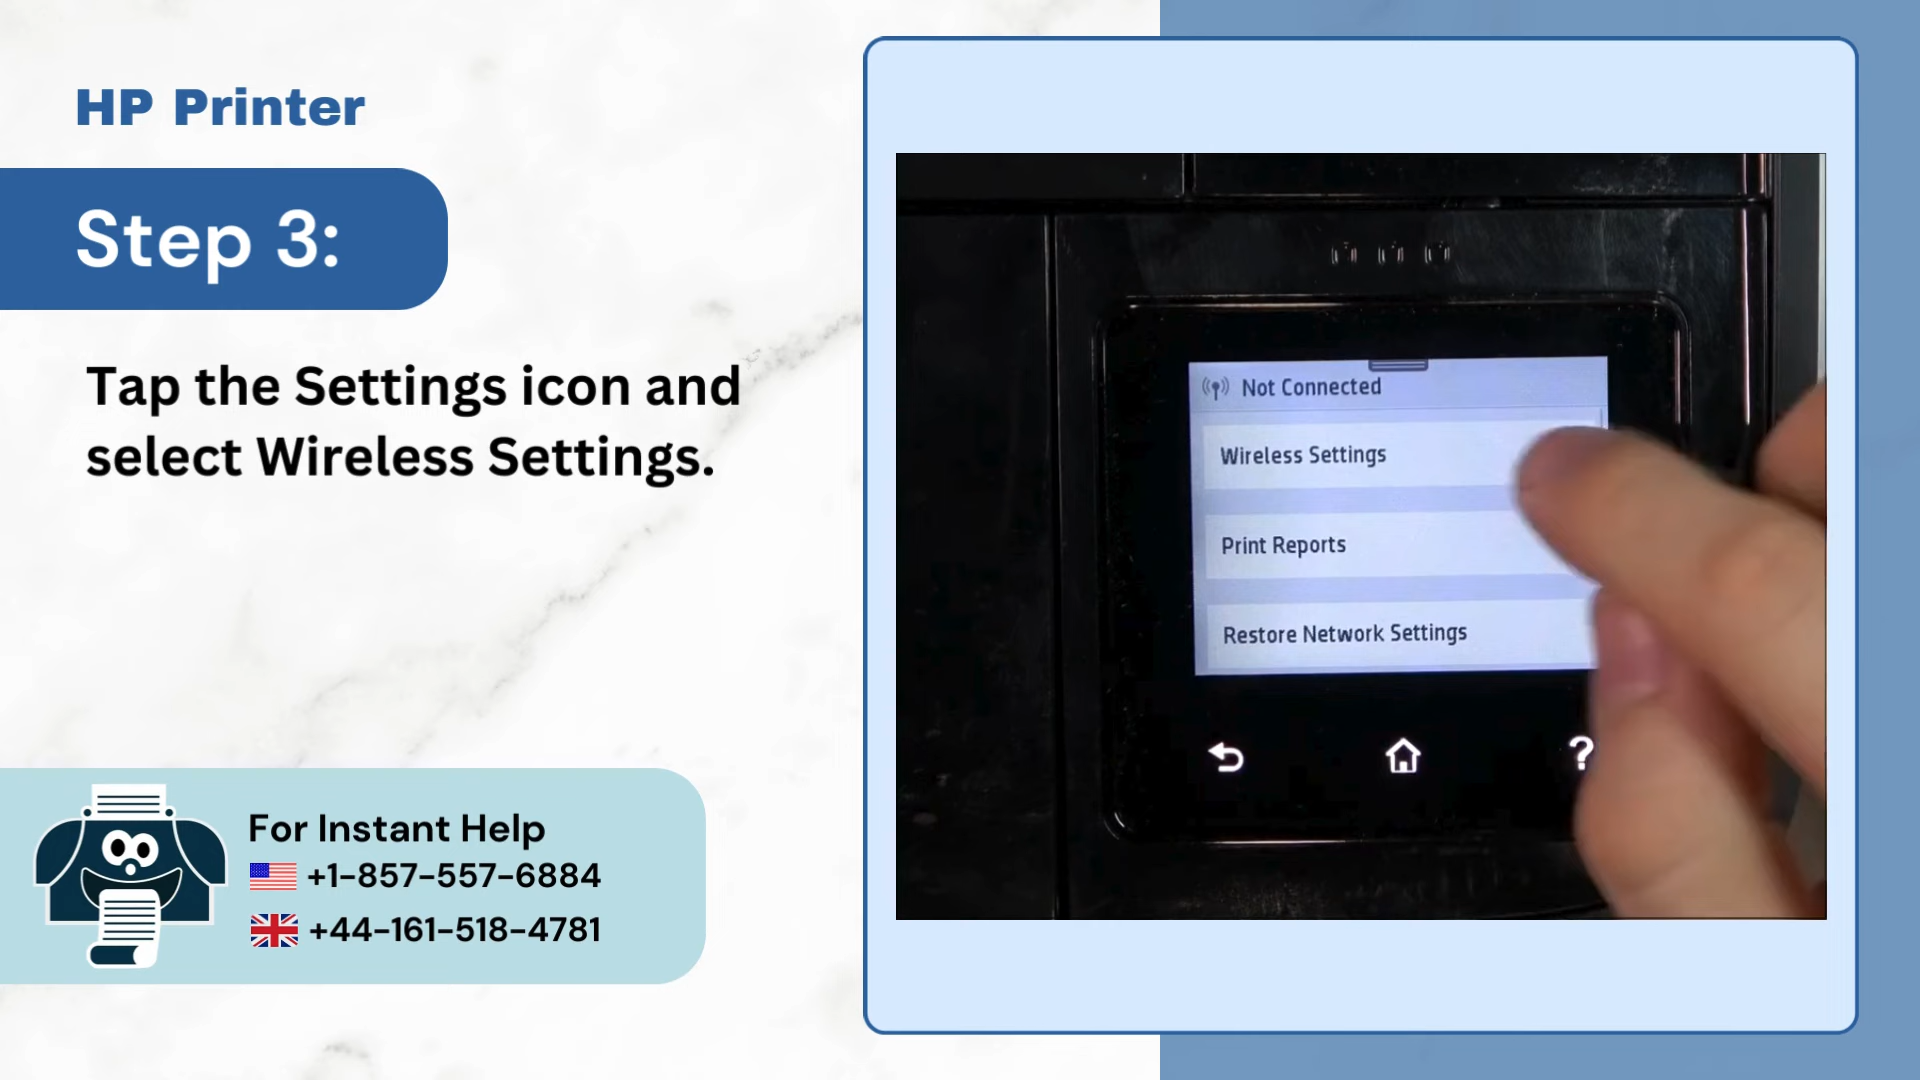 HP Printer
Step 3:
Tap the Settings icon and
select Wireless Settings.
For Instant Help
+1-857-557-6884
+44-161-518-4781
Not Connected
Wireless Settings
Print Reports
Restore Network Settings
?